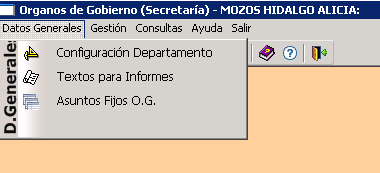 Organos de Gobierno (Secretaría) - MOZOS HIDALGO ALICIA:
Datos Generales Gestión Consultas Ayuda Salir
D.Generale
Configuración Departamento
Textos para Informes
Asuntos Fijos O.G.